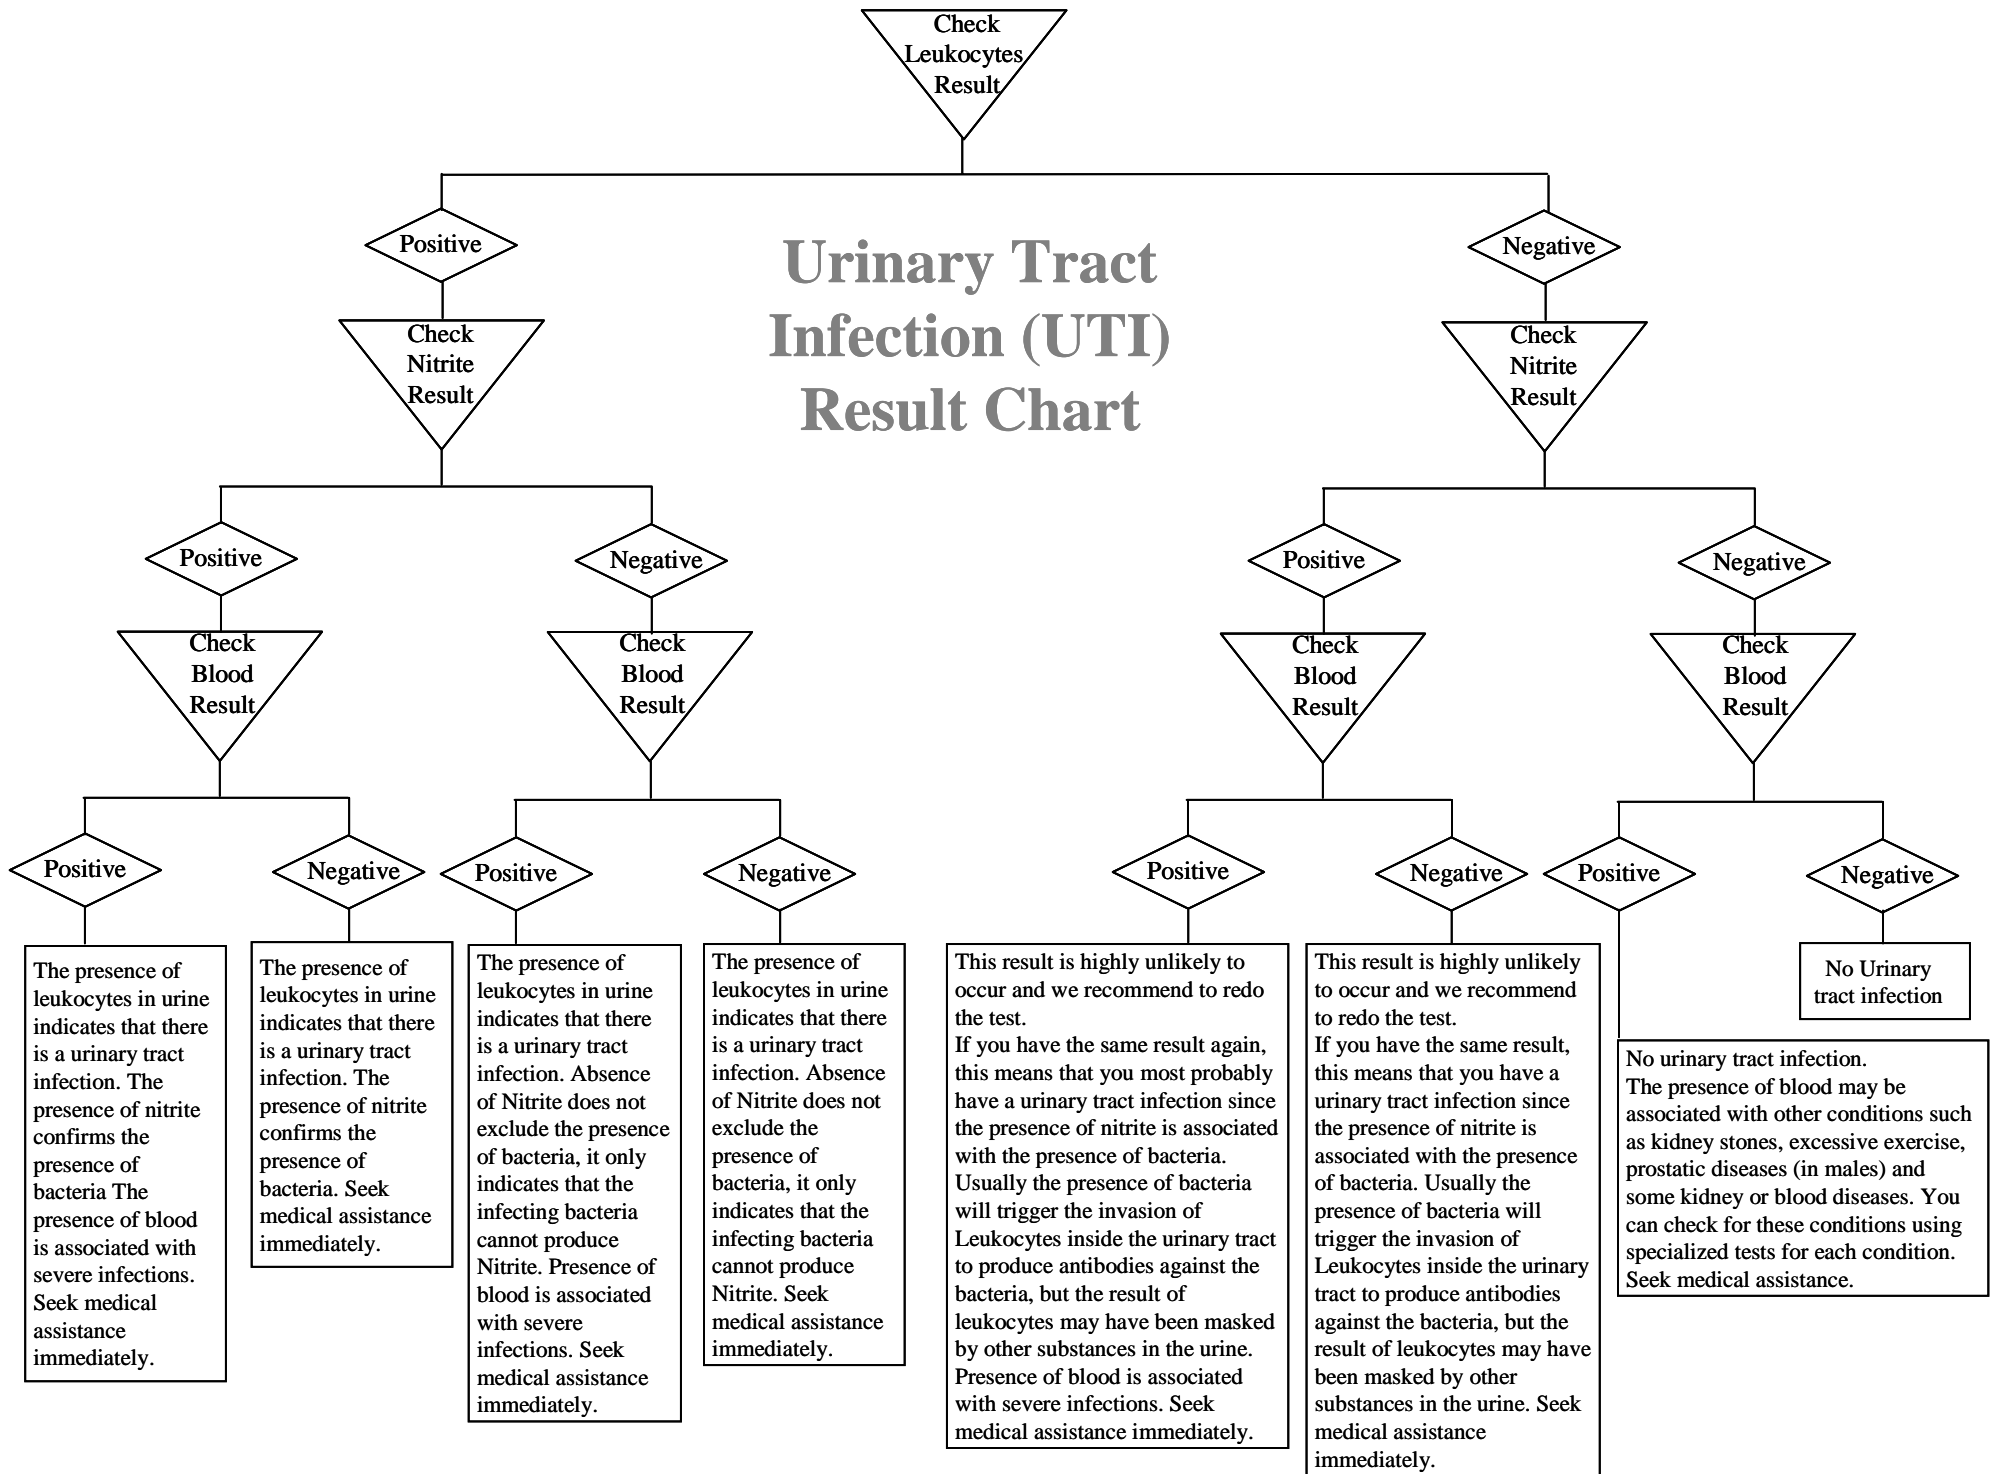 Check
Leukocytes
Result
Positive
Negative
Urinary Tract
Infection (UTI)
Result Chart
Check
Nitrite
Result
Check
Nitrite
Result
Positive
Negative
Positive
Negative
Check
Blood
Result
Check
Blood
Result
Check
Blood
Result
Check
Blood
Result
Positive
Negative
Positive
Negative
Positive
Negative
Positive
Negative
The presence of
leukocytes in urine
indicates that there
is a urinary tract
infection. The
presence of nitrite
confirms the
presence of
bacteria The
presence of blood
is associated with
severe infections.
Seek medical
assistance
immediately.
The presence of
leukocytes in urine
indicates that there
is a urinary tract
infection. The
presence of nitrite
confirms the
presence of
bacteria. Seek
medical assistance
immediately.
The presence of
leukocytes in urine
indicates that there
is a urinary tract
infection. Absence
of Nitrite does not
exclude the presence
of bacteria, it only
indicates that the
infecting bacteria
cannot produce
Nitrite. Presence of
blood is associated
with severe
infections. Seek
medical assistance
immediately.
The presence of
leukocytes in urine
indicates that there
is a urinary tract
infection. Absence
of Nitrite does not
exclude the
presence of
bacteria, it only
indicates that the
infecting bacteria
cannot produce
Nitrite. Seek
medical assistance
immediately.
This result is highly unlikely to
occur and we recommend to redo
the test.
If you have the same result again,
this means that you most probably
have a urinary tract infection since
the presence of nitrite is associated
with the presence of bacteria.
Usually the presence of bacteria
will trigger the invasion of
Leukocytes inside the urinary tract
to produce antibodies against the
bacteria, but the result of
leukocytes may have been masked
by other substances in the urine.
Presence of blood is associated
with severe infections. Seek
medical assistance immediately.
This result is highly unlikely
to occur and we recommend
to redo the test.
If you have the same result,
this means that you have a
urinary tract infection since
the presence of nitrite is
associated with the presence
of bacteria. Usually the
presence of bacteria will
trigger the invasion of
Leukocytes inside the urinary
tract to produce antibodies
against the bacteria, but the
result of leukocytes may have
been masked by other
substances in the urine. Seek
medical assistance
immediately.
No Urinary
tract infection
No urinary tract infection.
The presence of blood may be
associated with other conditions such
as kidney stones, excessive exercise,
prostatic diseases (in males) and
some kidney or blood diseases. You
can check for these conditions using
specialized tests for each condition.
Seek medical assistance.